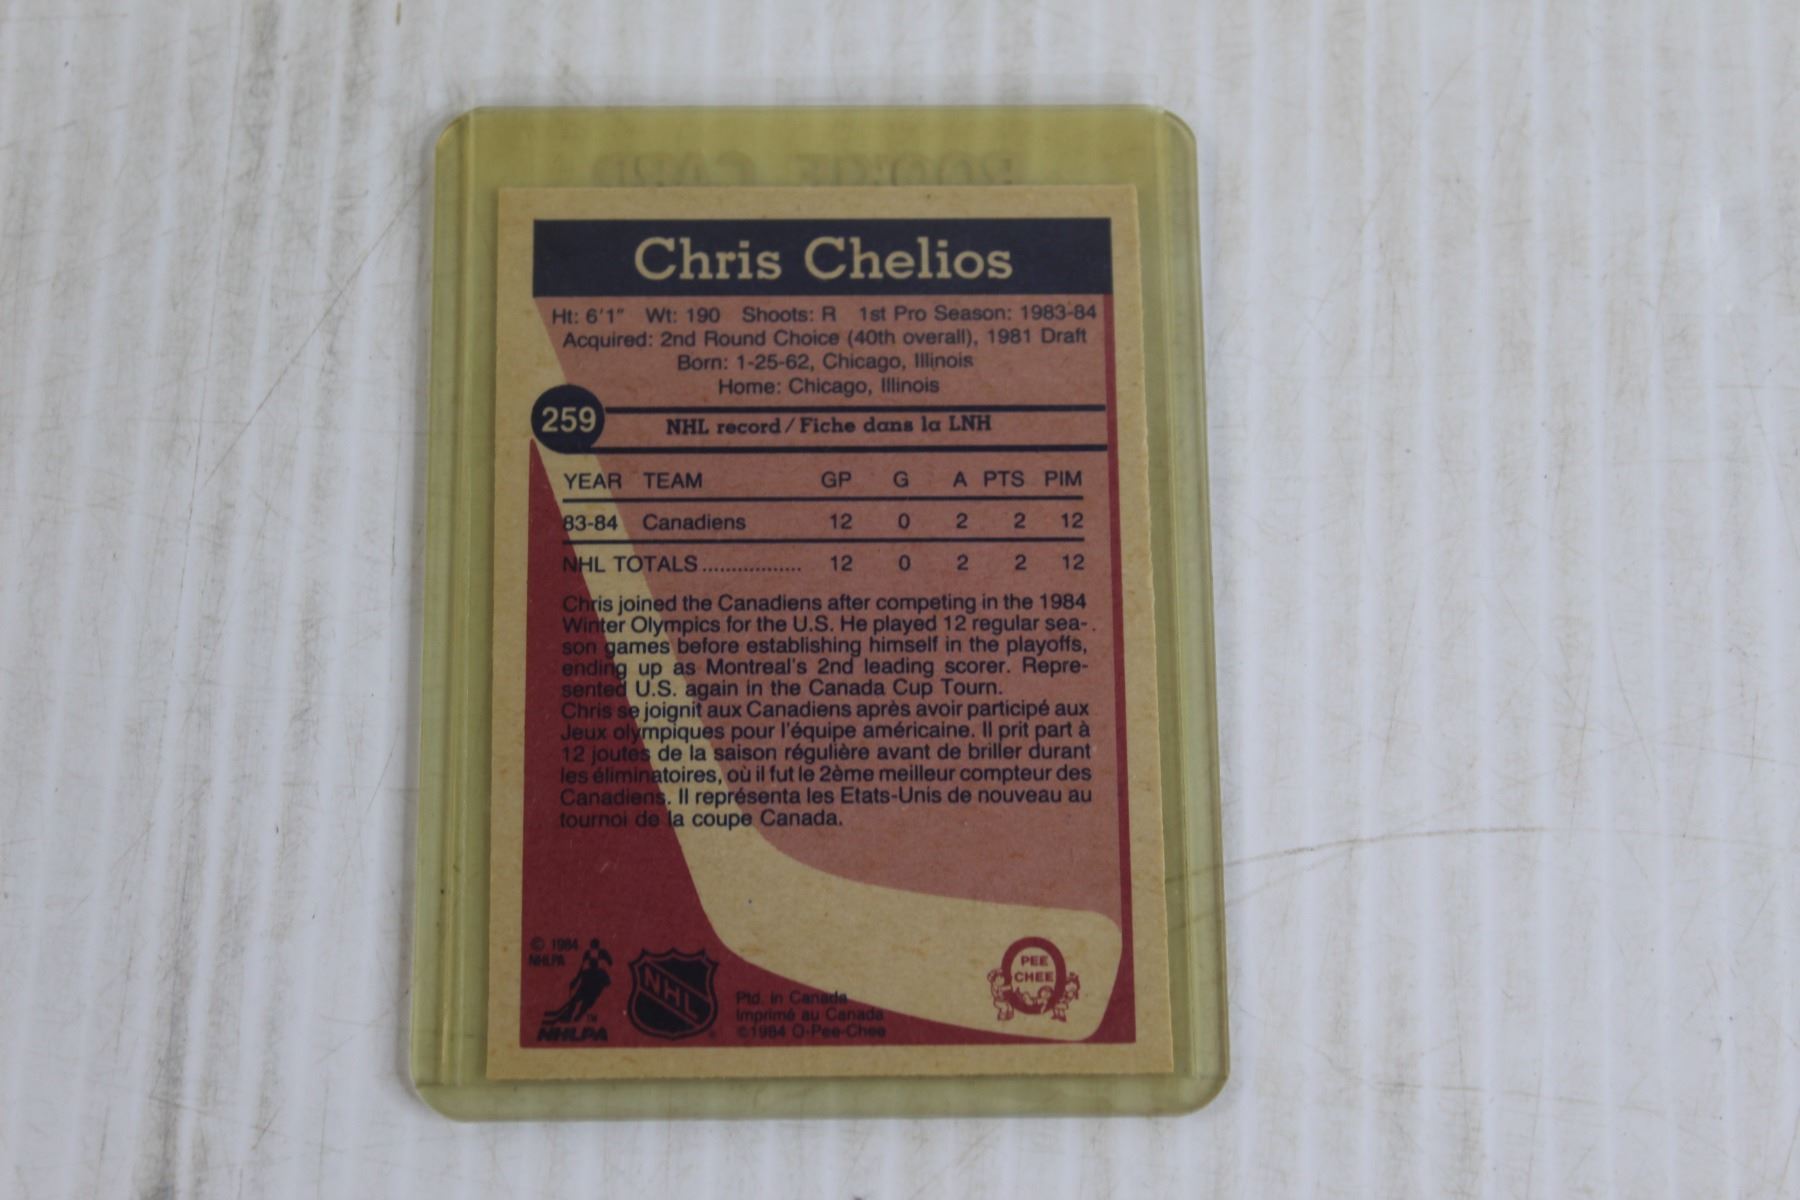 Chris Chelios
Ht: 6'1" Wt: 190 Shoots: R 1st Pro Season: 1983-84
Acquired: 2nd Round Choice (40th overall), 1981 Draft
Born: 1-25-62, Chicago, Illinois
Home: Chicago, Illinois
259
NHL record / Fiche dans la LNH
YEAR TEAM GP G A PTS PIM
83-84 Canadiens 12 0 2 2 12
NHL TOTALS................. 12 0 2 2 12
Chris joined the Canadiens after competing in the 1984
Winter Olympics for the U.S. He played 12 regular sea-
son games before establishing himself in the playoffs,
ending up as Montreal's 2nd leading scorer. Repre-
sented U.S. again in the Canada Cup Tourn.
Chris se joignit aux Canadiens après avoir participé aux
Jeux olympiques pour l'équipe américaine. Il prit part à
12 joutes de la saison régulière avant de briller durant
les éliminatoires, où il fut le 2ème meilleur compteur des
Canadiens. Il représenta les Etats-Unis de nouveau au
tournoi de la coupe Canada.
© 1984
NHLPA
TM
NHLPA
NHL
Ptd. in Canada
Imprimé au Canada
©1984 O-Pee-Chee
PEE
CHEE
ROOKIE CARD